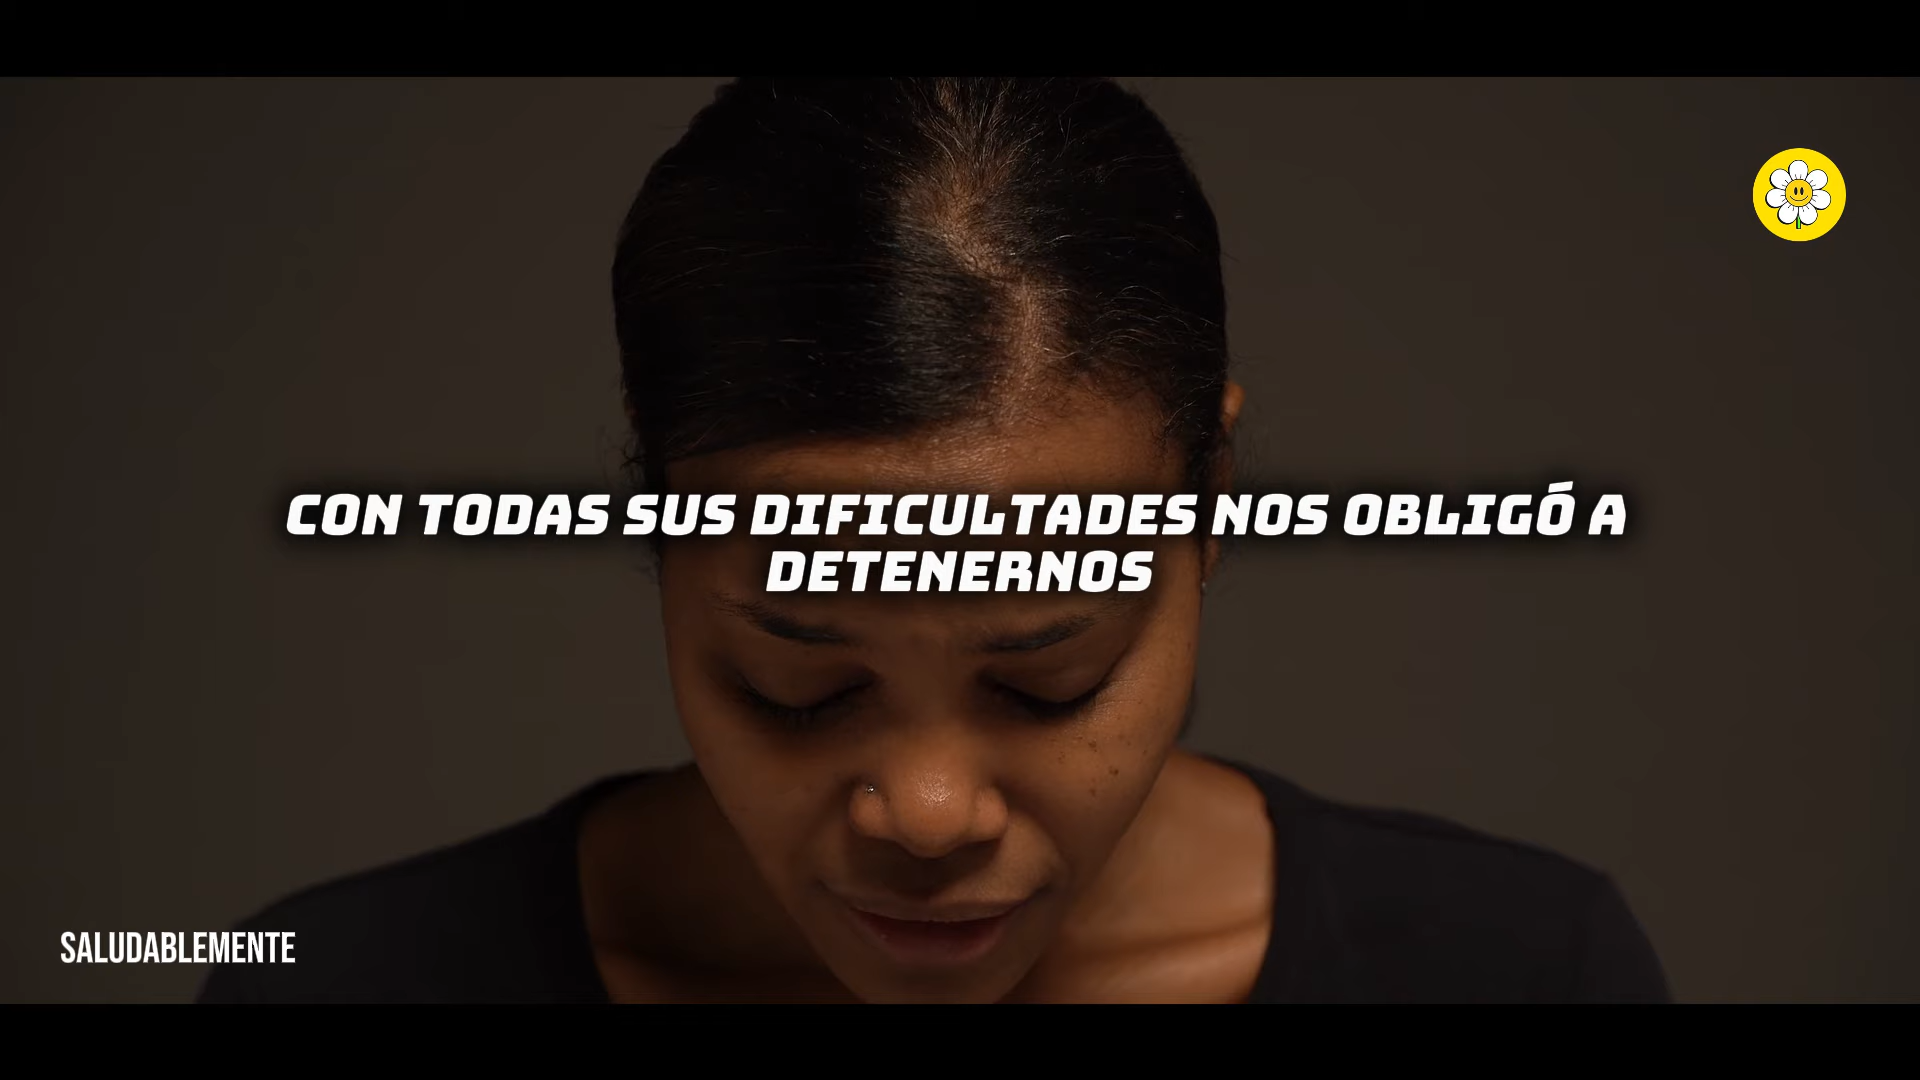 CON TODAS SUS DIFICULTADES NOS OBLIGÓ A
DETENERNOS
SALUDABLEMENTE